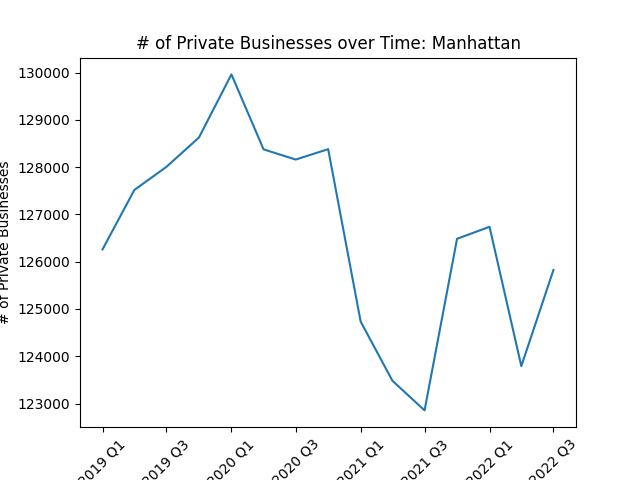 # of Private Businesses over Time: Manhattan
# of Private Businesses
130000
129000
128000
127000
126000
125000
124000
123000
2019 Q1
2019 Q3
2020 Q1
2020 Q3
2021 Q1
2021 Q3
2022 Q1
2022 Q3